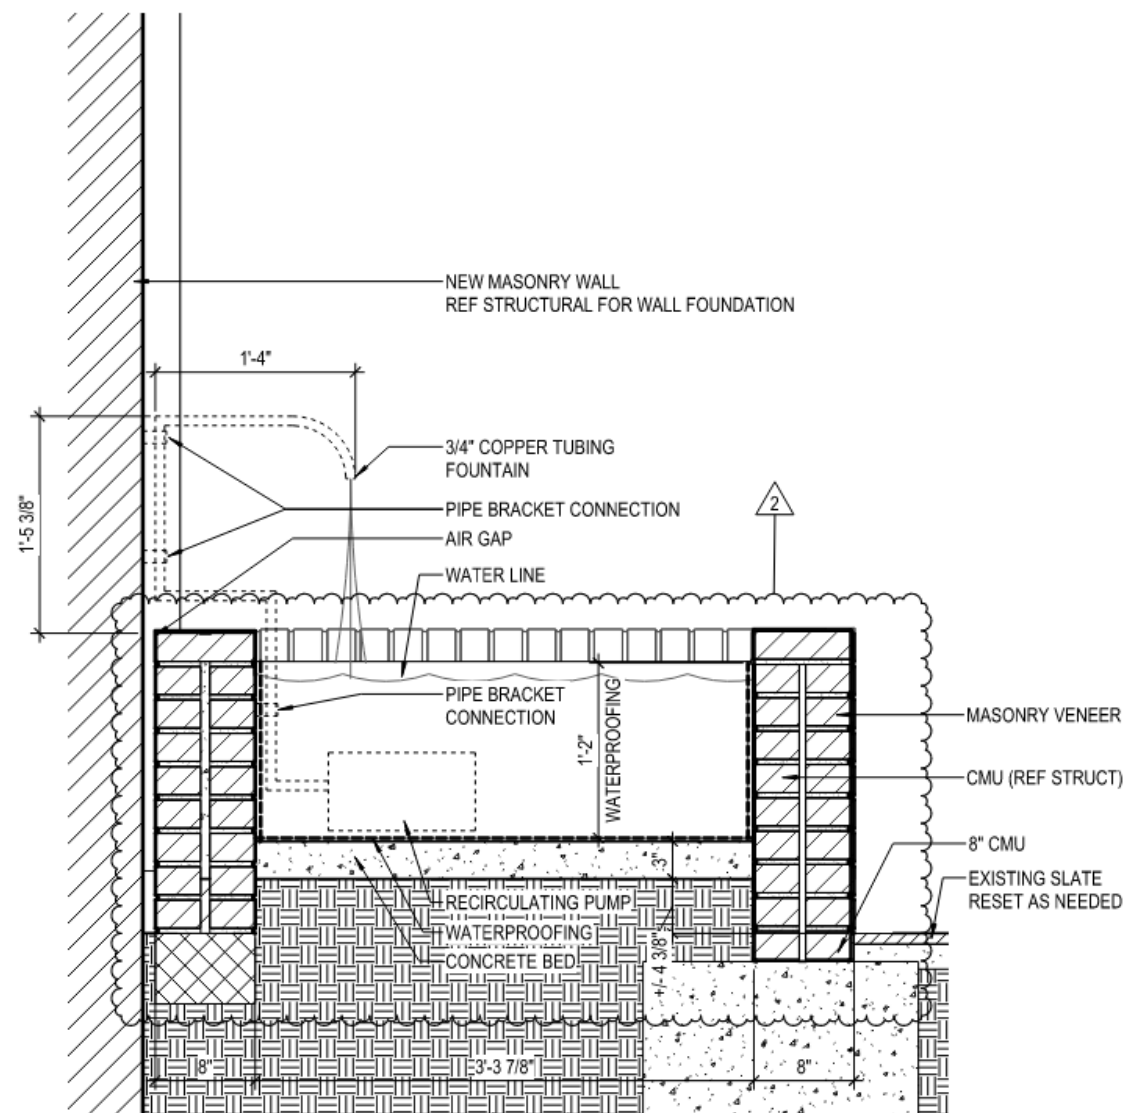 NEW MASONRY WALL
REF STRUCTURAL FOR WALL FOUNDATION
1'-4"
3/4" COPPER TUBING
FOUNTAIN
1'-5 3/8"
PIPE BRACKET CONNECTION
2
AIR GAP
WATER LINE
PIPE BRACKET
CONNECTION
1'-2"
WATERPROOFING
MASONRY VENEER
CMU (REF STRUCT)
8" CMU
3"
EXISTING SLATE
RESET AS NEEDED
RECIRCULATING PUMP
WATERPROOFING
CONCRETE BED
+/- 4 3/8"
8"
3'-3 7/8"
8"